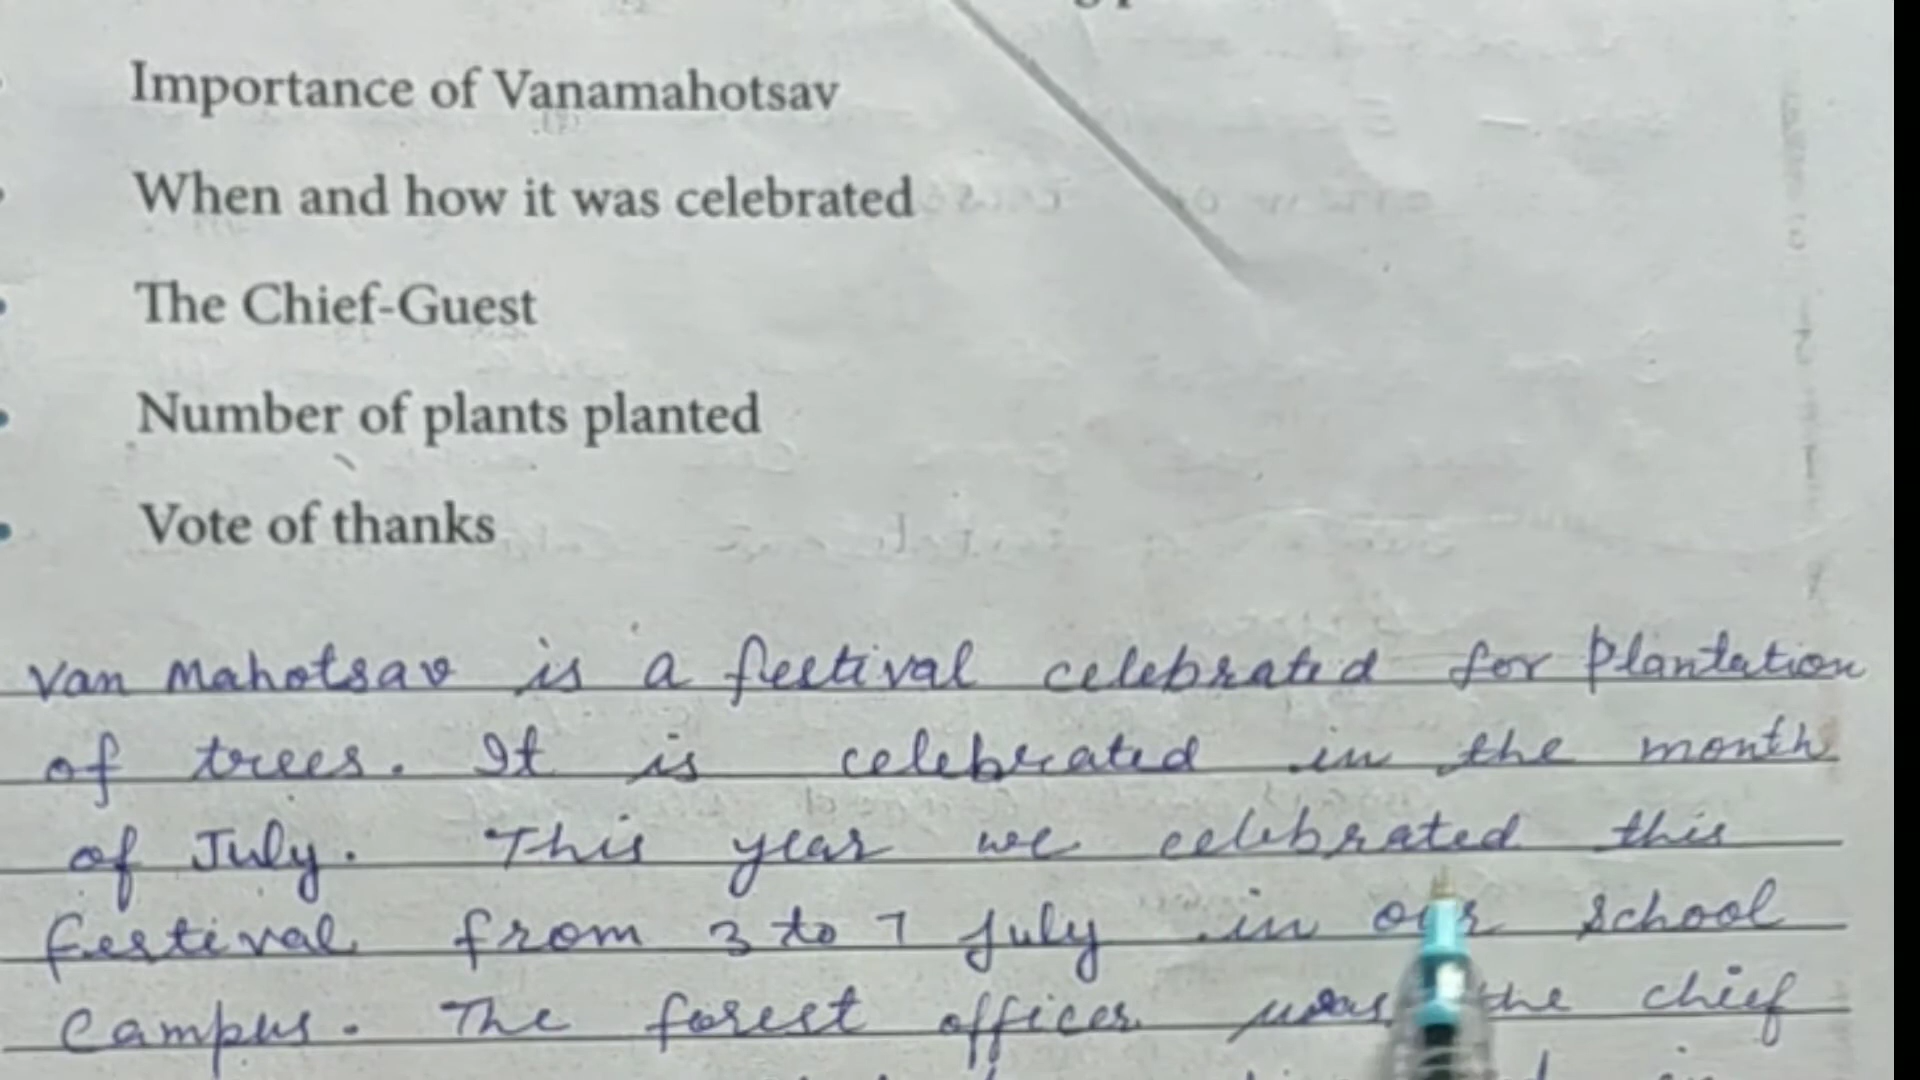 Importance of Vanamahotsav
When and how it was celebrated
The Chief-Guest
Number of plants planted
Vote of thanks
Van Mahotsav is a festival celebrated for Plantation
of trees. It is celebrated in the month
of July. This year we celebrated this
festival from 3 to 7 July in our school
campus. The forest officer was the chief